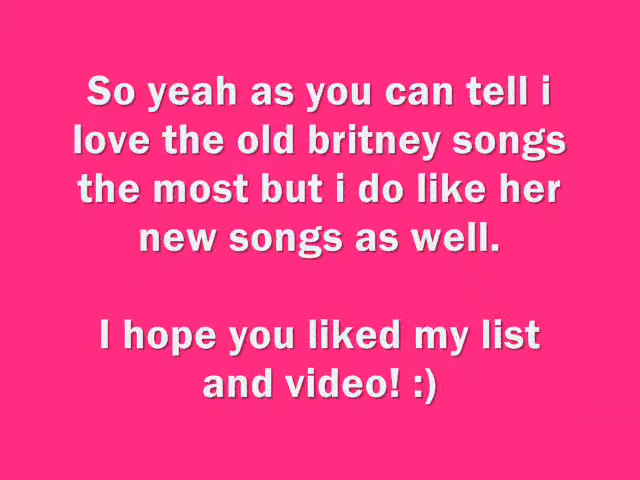 So yeah as you can tell i
love the old britney songs
the most but i do like her
new songs as well.
I hope you liked my list
and video! :)